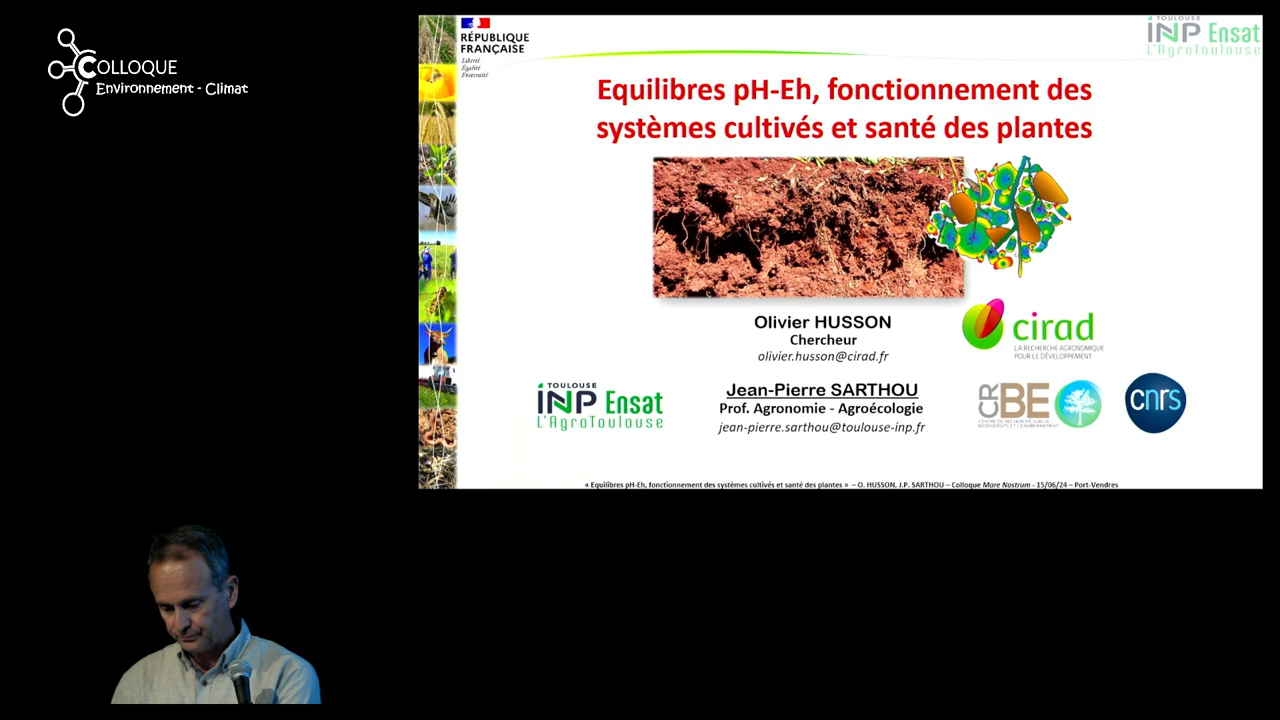 COLLOQUE
Environnement - Climat
RÉPUBLIQUE
FRANÇAISE
Liberté
Égalité
Fraternité
TOULOUSE
INP Ensat
L'AgroToulouse
Equilibres pH-Eh, fonctionnement des
systèmes cultivés et santé des plantes
Olivier HUSSON
Chercheur
olivier.husson@cirad.fr
cirad
LA RECHERCHE AGRONOMIQUE
POUR LE DÉVELOPPEMENT
TOULOUSE
INP Ensat
L'AgroToulouse
Jean-Pierre SARTHOU
Prof. Agronomie - Agroécologie
jean-pierre.sarthou@toulouse-inp.fr
CRBE
CENTRE DE RECHERCHE SUR LA
BIODIVERSITÉ ET L'ENVIRONNEMENT
cnrs
« Equilibres pH-Eh, fonctionnement des systèmes cultivés et santé des plantes » – O. HUSSON, J.P. SARTHOU – Colloque Mare Nostrum - 15/06/24 – Port-Vendres